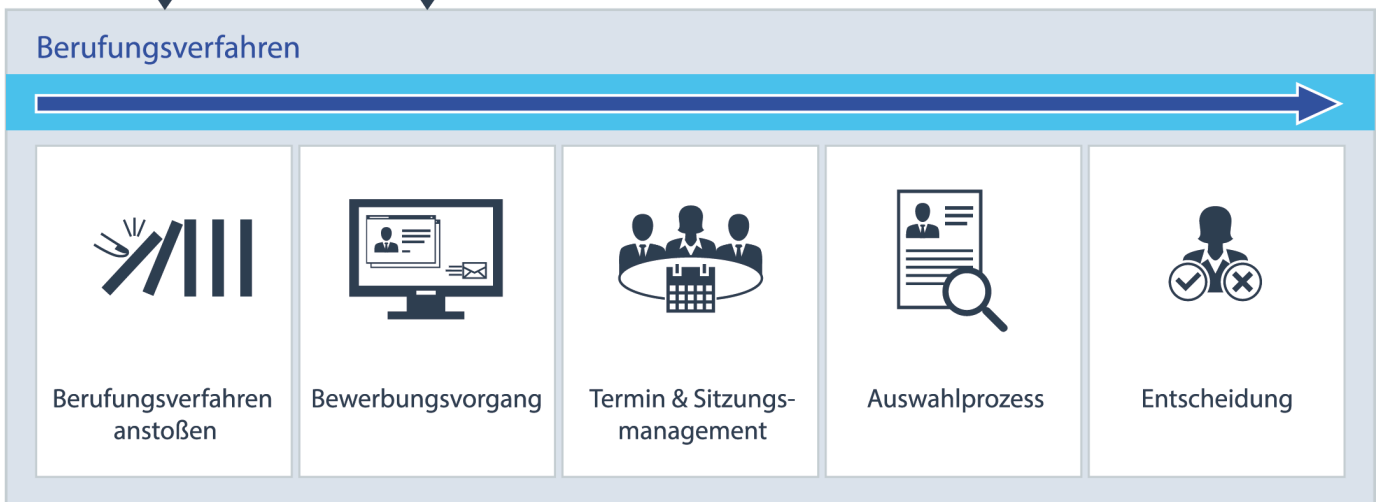 Berufungsverfahren
Berufungsverfahren
anstoßen
Bewerbungsvorgang
Termin & Sitzungs-
management
Auswahlprozess
Entscheidung